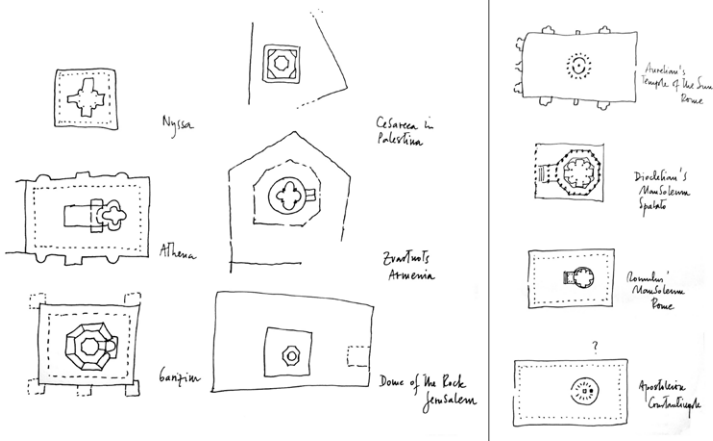 Nyssa
Cesarea in
Palestina
Athena
Zvartnots
Armenia
Garizim
Dome of the Rock
Jerusalem
Aurelian's
Temple of the Sun
Rome
Diocletian's
Mausoleum
Spalato
Romulus'
Mausoleum
Rome
?
Apostoleion
Constantinople